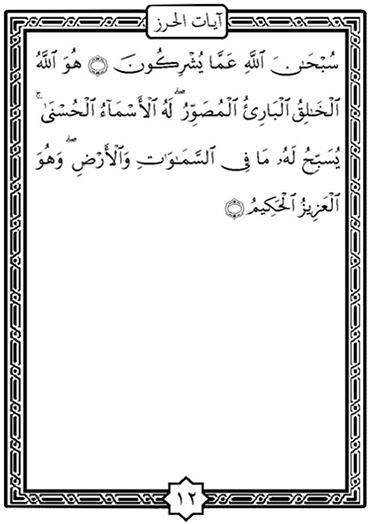 آيات الحرز
سُبْحَٰنَ ٱللَّهِ عَمَّا يُشْرِكُونَ ۝ هُوَ ٱللَّهُ
ٱلْخَٰلِقُ ٱلْبَارِئُ ٱلْمُصَوِّرُ ۖ لَهُ ٱلْأَسْمَآءُ ٱلْحُسْنَىٰ ۚ
يُسَبِّحُ لَهُۥ مَا فِى ٱلسَّمَٰوَٰتِ وَٱلْأَرْضِ ۖ وَهُوَ
ٱلْعَزِيزُ ٱلْحَكِيمُ ۝
١٢